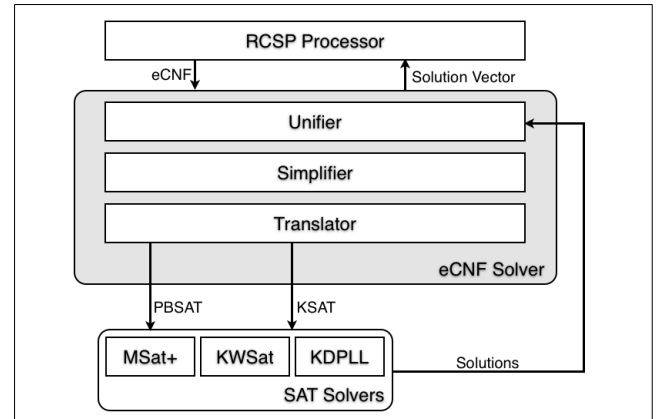 RCSP Processor
eCNF
Solution Vector
Unifier
Simplifier
Translator
eCNF Solver
PBSAT
KSAT
MSat+
KWSat
KDPLL
Solutions
SAT Solvers